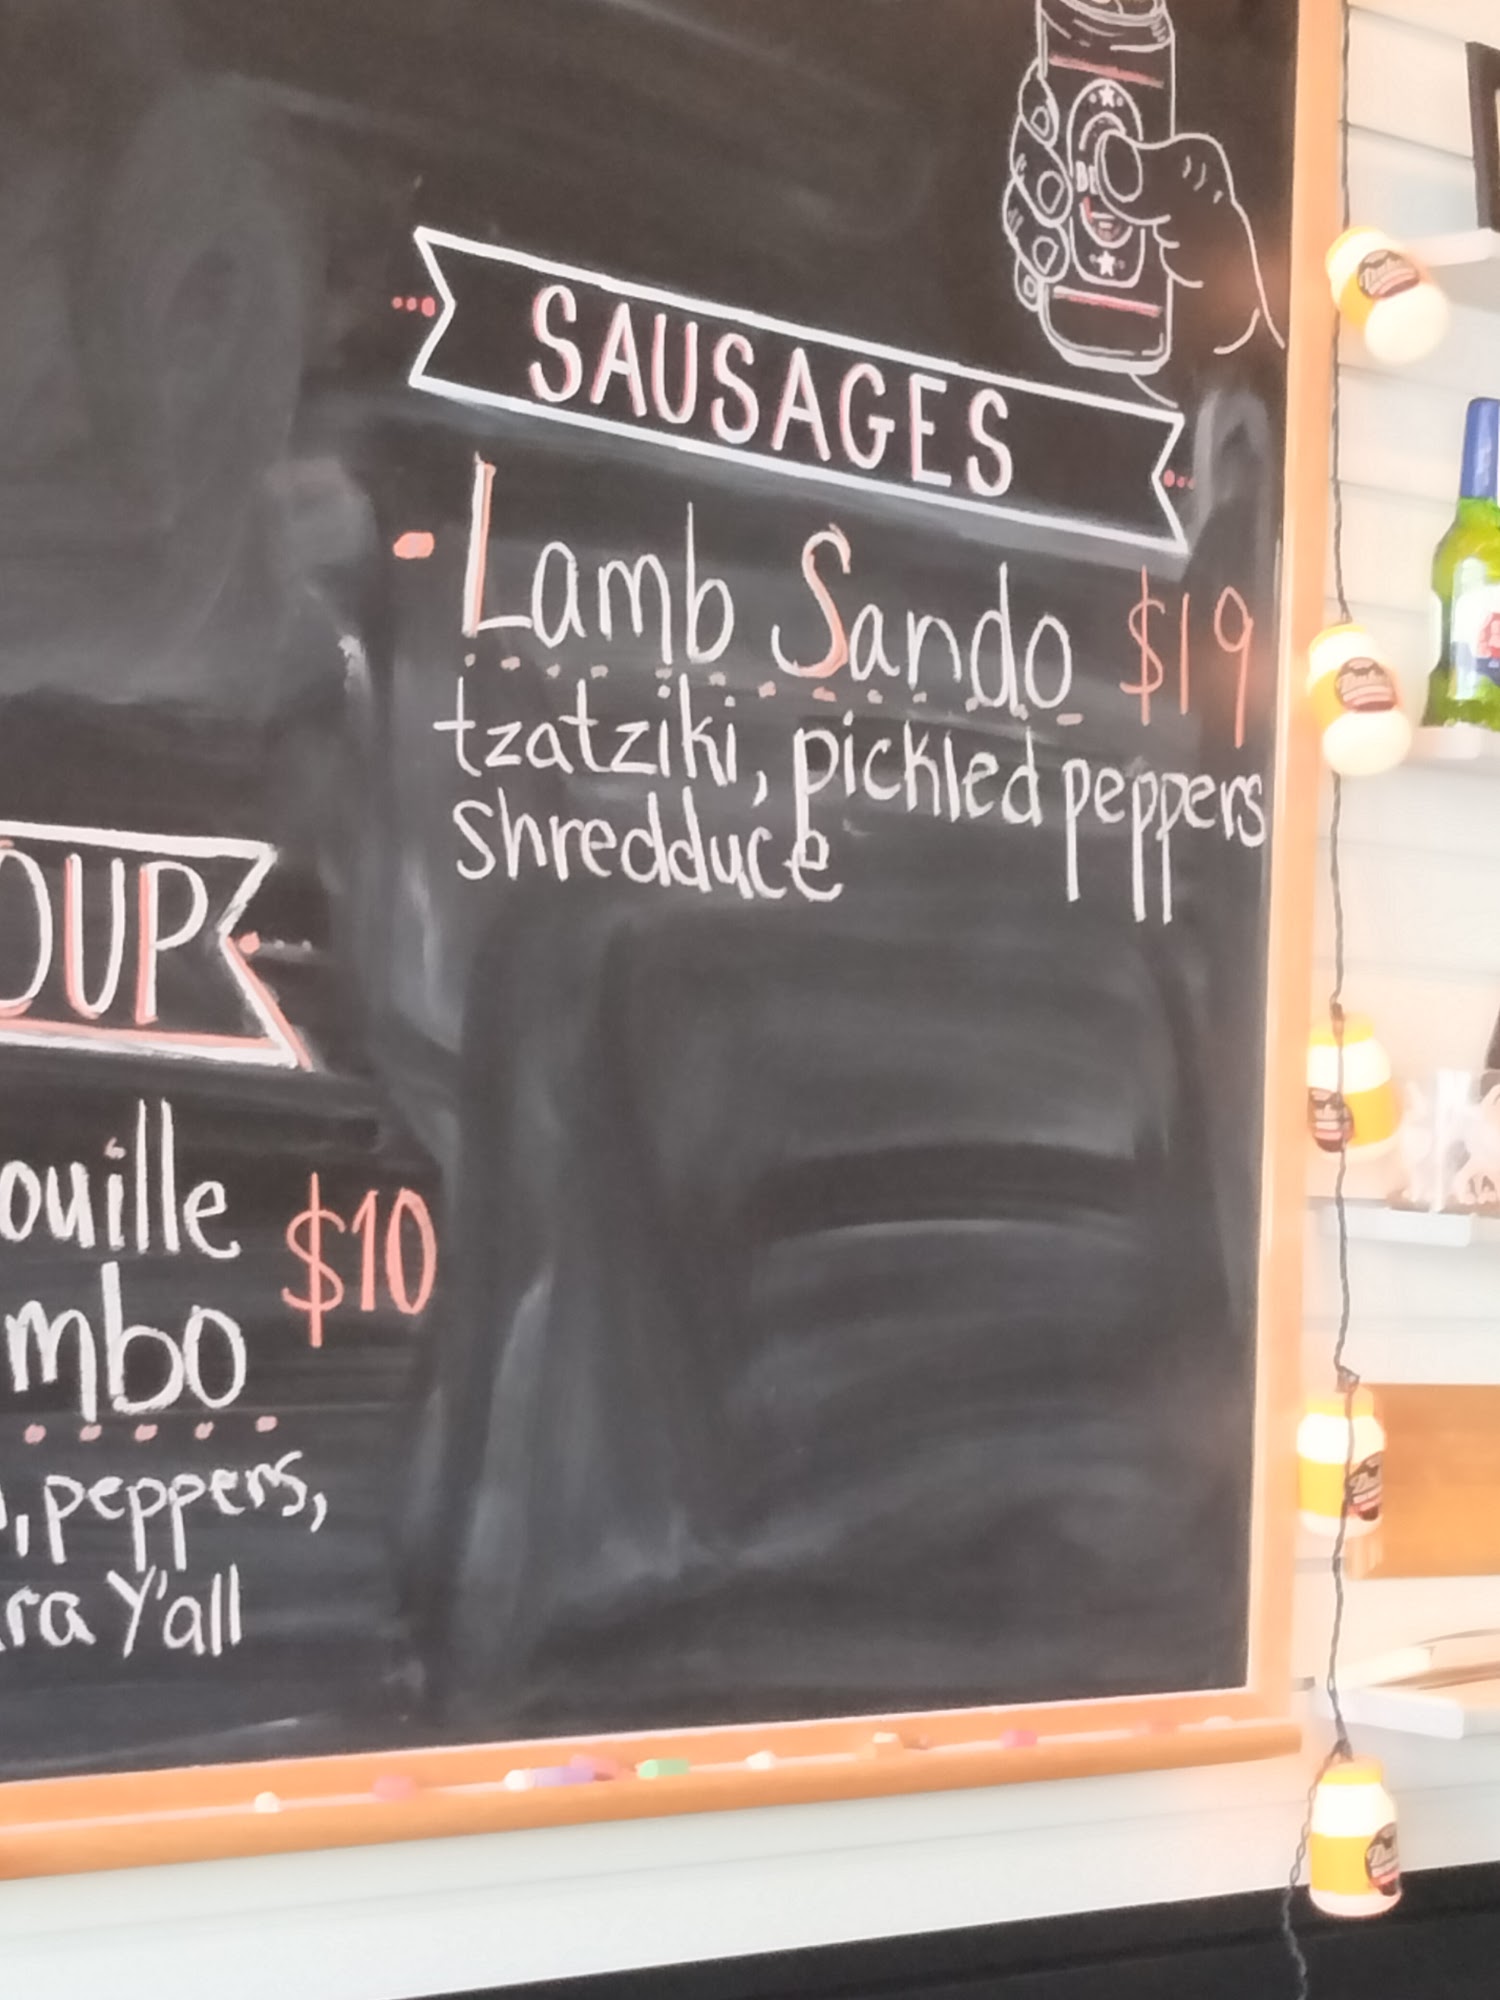 SAUSAGES
Lamb Sando $19
tzatziki, pickled peppers
shredduce
OUP
ouille
mbo $10
, peppers,
ra Y'all